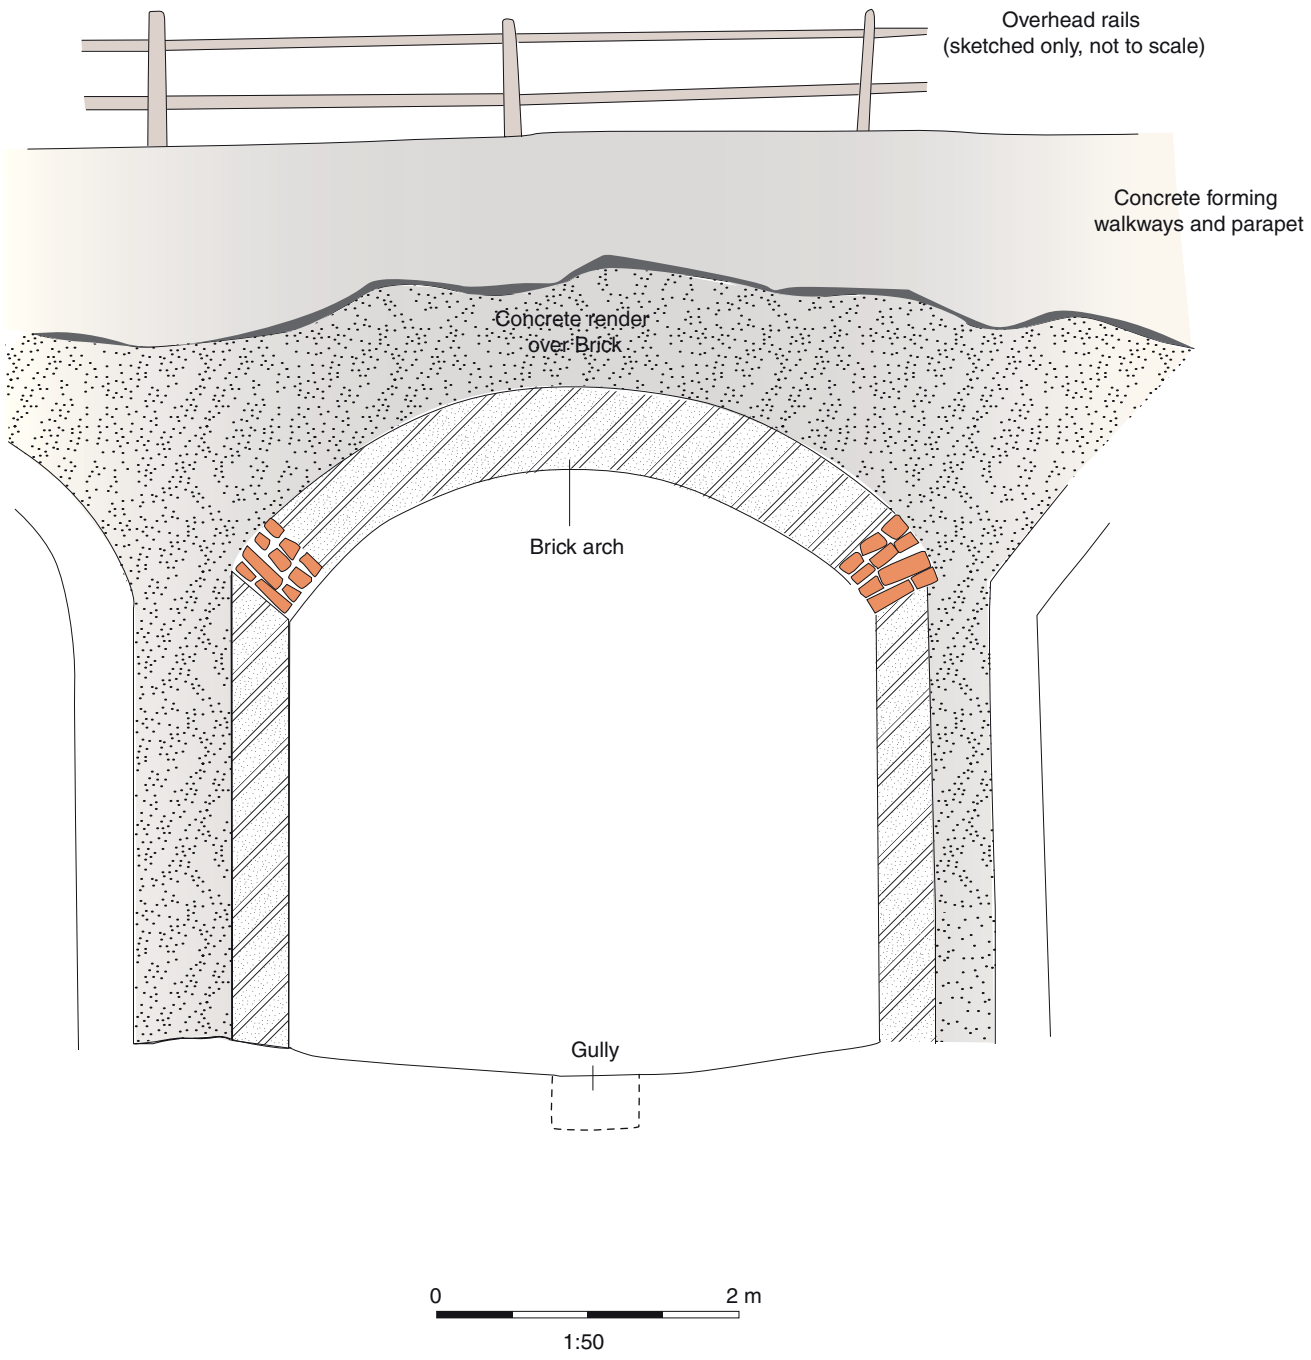 Overhead rails
(sketched only, not to scale)
Concrete forming
walkways and parapet
Concrete render
over Brick
Brick arch
Gully
0 2 m
1:50